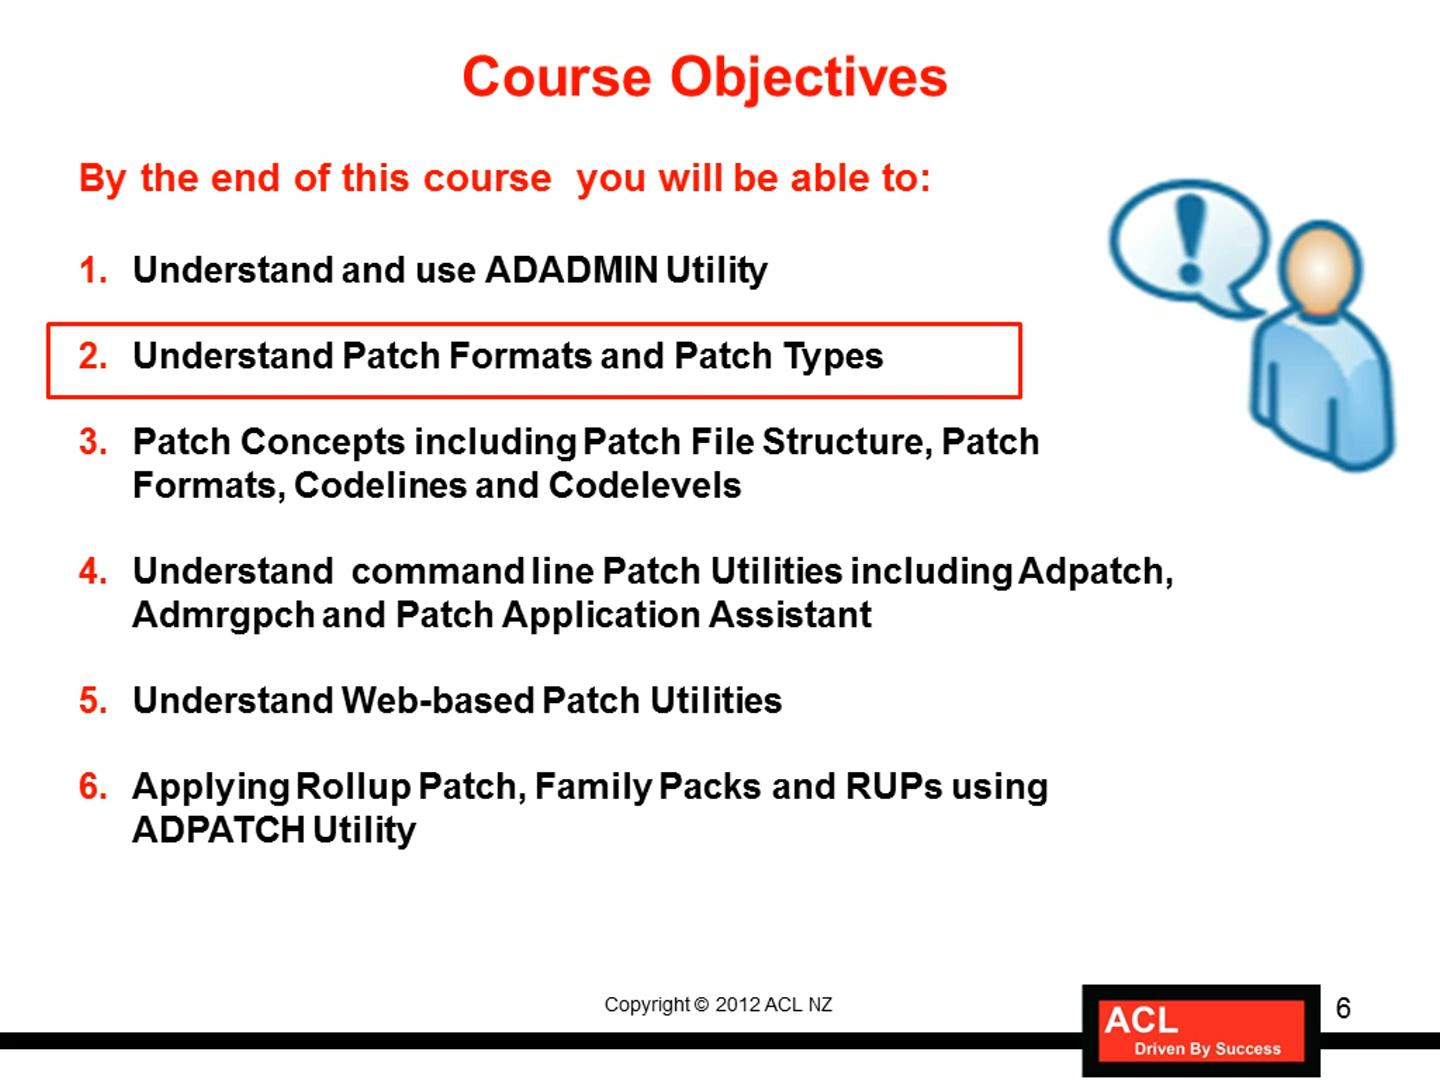 Course Objectives
By the end of this course you will be able to:
1. Understand and use ADADMIN Utility
2. Understand Patch Formats and Patch Types
3. Patch Concepts including Patch File Structure, Patch
Formats, Codelines and Codelevels
4. Understand command line Patch Utilities including Adpatch,
Admrgpch and Patch Application Assistant
5. Understand Web-based Patch Utilities
6. Applying Rollup Patch, Family Packs and RUPs using
ADPATCH Utility
Copyright © 2012 ACL NZ
ACL
Driven By Success
6